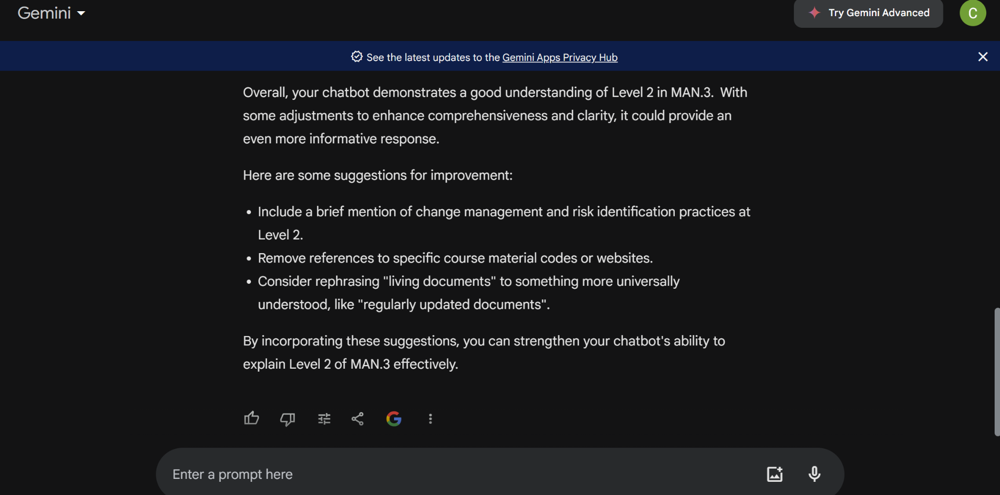 Gemini
Try Gemini Advanced
C
See the latest updates to the Gemini Apps Privacy Hub
Overall, your chatbot demonstrates a good understanding of Level 2 in MAN.3. With
some adjustments to enhance comprehensiveness and clarity, it could provide an
even more informative response.
Here are some suggestions for improvement:
• Include a brief mention of change management and risk identification practices at
Level 2.
• Remove references to specific course material codes or websites.
• Consider rephrasing "living documents" to something more universally
understood, like "regularly updated documents".
By incorporating these suggestions, you can strengthen your chatbot's ability to
explain Level 2 of MAN.3 effectively.
G
Enter a prompt here